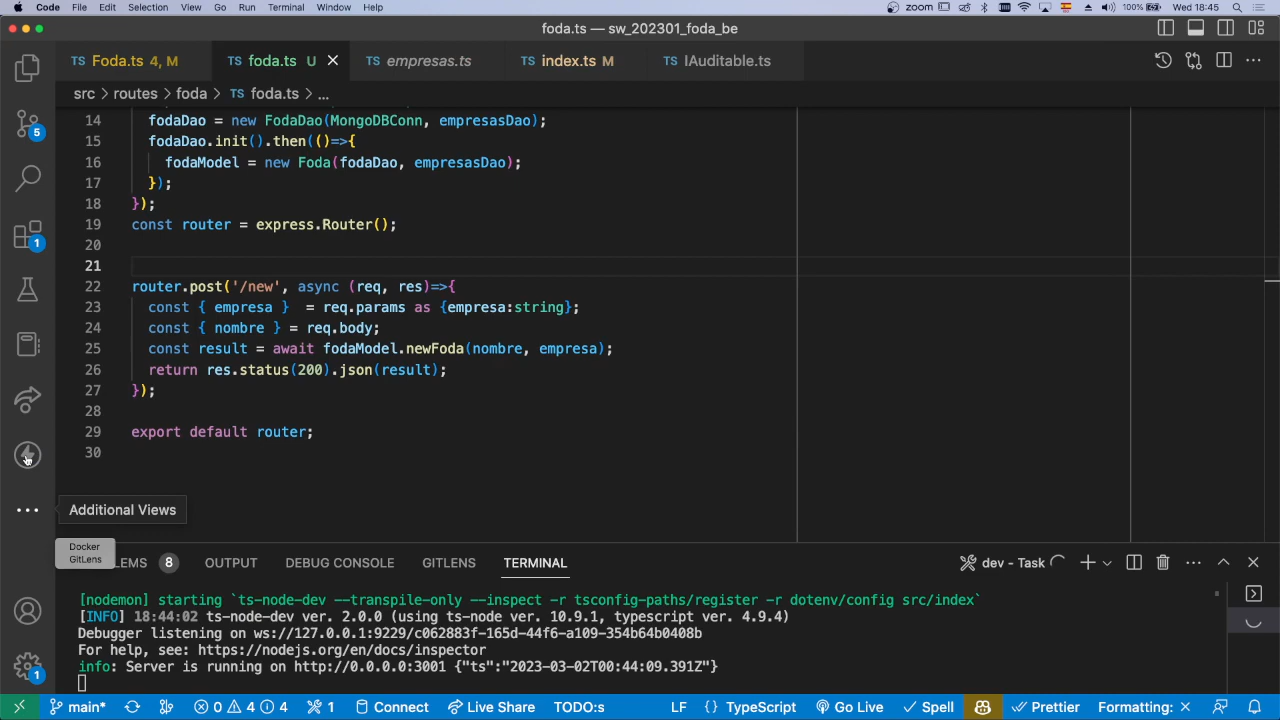 Code File Edit Selection View Go Run Terminal Window Help zoom 100% Wed 18:45
foda.ts — sw_202301_foda_be
TS Foda.ts 4, M TS foda.ts U TS empresas.ts TS index.ts M TS IAuditable.ts
src > routes > foda > TS foda.ts > ...
14 fodaDao = new FodaDao(MongoDBConn, empresasDao);
15 fodaDao.init().then(()=>{
16 fodaModel = new Foda(fodaDao, empresasDao);
17 });
18 });
19 const router = express.Router();
20
21
22 router.post('/new', async (req, res)=>{
23 const { empresa } = req.params as {empresa:string};
24 const { nombre } = req.body;
25 const result = await fodaModel.newFoda(nombre, empresa);
26 return res.status(200).json(result);
27 });
28
29 export default router;
30
5
1
Additional Views
Docker
GitLens
LEMS 8 OUTPUT DEBUG CONSOLE GITLENS TERMINAL dev - Task
[nodemon] starting `ts-node-dev --transpile-only --inspect -r tsconfig-paths/register -r dotenv/config src/index`
[INFO] 18:44:02 ts-node-dev ver. 2.0.0 (using ts-node ver. 10.9.1, typescript ver. 4.9.4)
Debugger listening on ws://127.0.0.1:9229/c062883f-165d-44f6-a109-354b64b0408b
For help, see: https://nodejs.org/en/docs/inspector
info: Server is running on http://0.0.0.0:3001 {"ts":"2023-03-02T00:44:09.391Z"}
1
main* 0 4 4 1 Connect Live Share TODO:s LF {} TypeScript Go Live Spell Prettier Formatting: ×